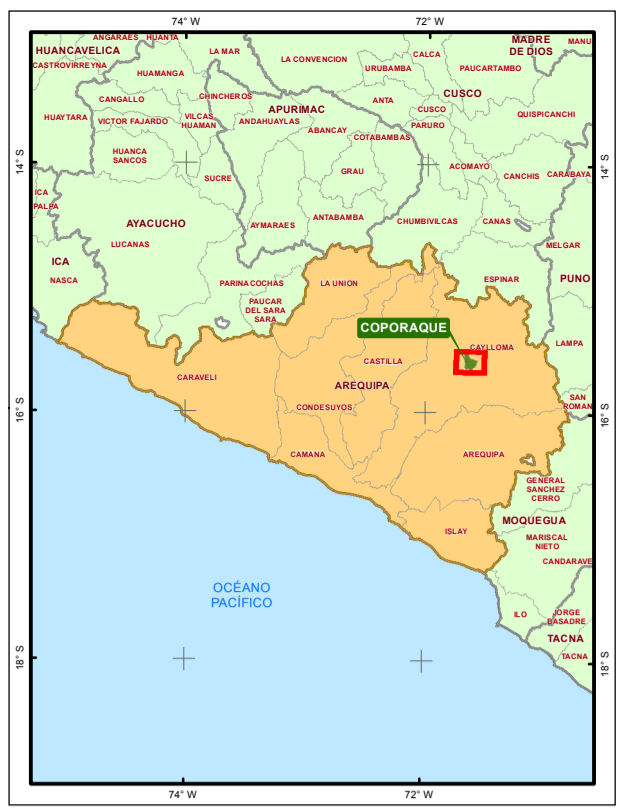 74° W
72° W
ANGARAES
HUANTA
MADRE
DE DIOS
MANU
HUANCAVELICA
LA MAR
LA CONVENCION
CALCA
CASTROVIRREYNA
HUAMANGA
URUBAMBA
PAUCARTAMBO
CANGALLO
CHINCHEROS
ANTA
CUSCO
HUAYTARA
VICTOR FAJARDO
VILCAS
HUAMAN
APURIMAC
ANDAHUAYLAS
ABANCAY
COTABAMBAS
CUSCO
PARURO
QUISPICANCHI
14° S
HUANCA
SANCOS
SUCRE
GRAU
ACOMAYO
CANCHIS
CARABAYA
14° S
ICA
PALPA
AYACUCHO
LUCANAS
AYMARAES
ANTABAMBA
CHUMBIVILCAS
CANAS
MELGAR
ICA
NASCA
PARINACOCHAS
LA UNION
ESPINAR
PUNO
PAUCAR
DEL SARA
SARA
COPORAQUE
CAYLLOMA
LAMPA
CASTILLA
CARAVELI
AREQUIPA
SAN
ROMAN
16° S
CONDESUYOS
16° S
CAMANA
AREQUIPA
GENERAL
SANCHEZ
CERRO
MOQUEGUA
ISLAY
MARISCAL
NIETO
CANDARAVE
OCÉANO
PACÍFICO
ILO
JORGE
BASADRE
TACNA
TACNA
18° S
18° S
74° W
72° W